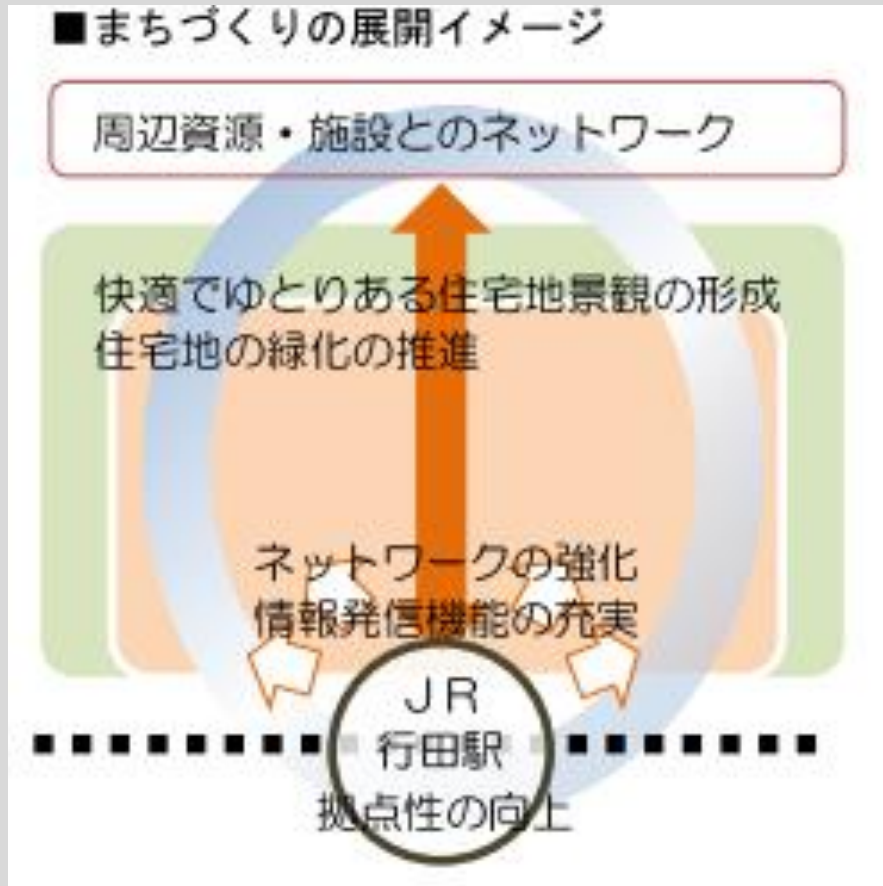 ■まちづくりの展開イメージ
周辺資源・施設とのネットワーク
快適でゆとりある住宅地景観の形成
住宅地の緑化の推進
ネットワークの強化
情報発信機能の充実
JR
行田駅
拠点性の向上